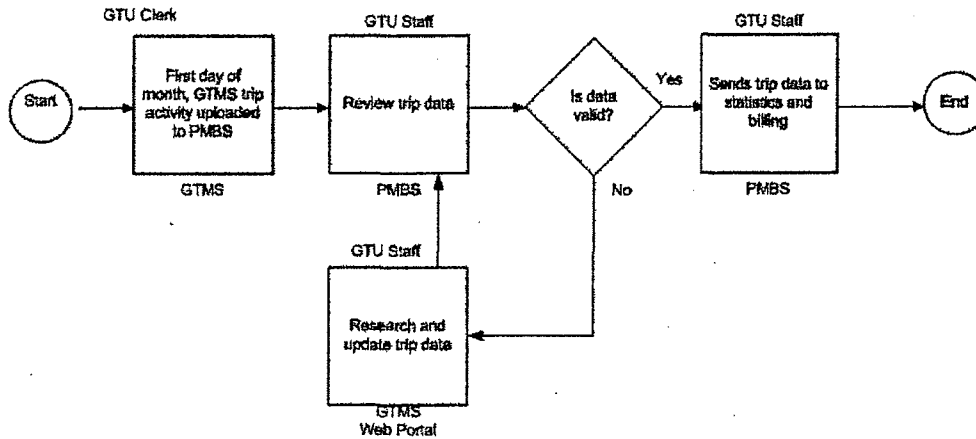 GTU Clerk
GTU Staff
GTU Staff
Start
First day of
month, GTMS trip
activity uploaded
to PMBS
Review trip data
Is data
valid?
Yes
Sends trip data to
statistics and
billing
End
GTMS
PMBS
No
PMBS
GTU Staff
Research and
update trip data
GTMS
Web Portal